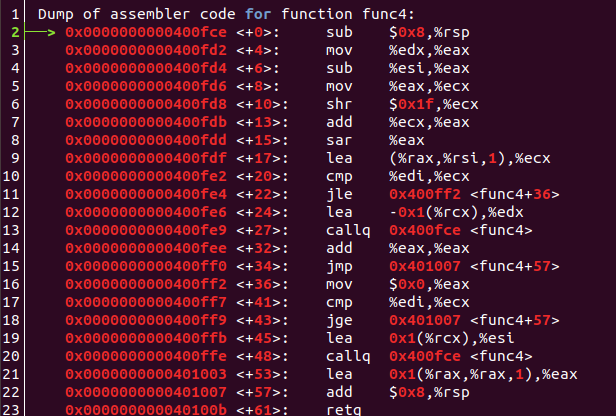 1 Dump of assembler code for function func4:
2 --> 0x0000000000400fce <+0>: sub $0x8,%rsp
3 0x0000000000400fd2 <+4>: mov %edx,%eax
4 0x0000000000400fd4 <+6>: sub %esi,%eax
5 0x0000000000400fd6 <+8>: mov %eax,%ecx
6 0x0000000000400fd8 <+10>: shr $0x1f,%ecx
7 0x0000000000400fdb <+13>: add %ecx,%eax
8 0x0000000000400fdd <+15>: sar %eax
9 0x0000000000400fdf <+17>: lea (%rax,%rsi,1),%ecx
10 0x0000000000400fe2 <+20>: cmp %edi,%ecx
11 0x0000000000400fe4 <+22>: jle 0x400ff2 <func4+36>
12 0x0000000000400fe6 <+24>: lea -0x1(%rcx),%edx
13 0x0000000000400fe9 <+27>: callq 0x400fce <func4>
14 0x0000000000400fee <+32>: add %eax,%eax
15 0x0000000000400ff0 <+34>: jmp 0x401007 <func4+57>
16 0x0000000000400ff2 <+36>: mov $0x0,%eax
17 0x0000000000400ff7 <+41>: cmp %edi,%ecx
18 0x0000000000400ff9 <+43>: jge 0x401007 <func4+57>
19 0x0000000000400ffb <+45>: lea 0x1(%rcx),%esi
20 0x0000000000400ffe <+48>: callq 0x400fce <func4>
21 0x0000000000401003 <+53>: lea 0x1(%rax,%rax,1),%eax
22 0x0000000000401007 <+57>: add $0x8,%rsp
23 0x000000000040100b <+61>: retq